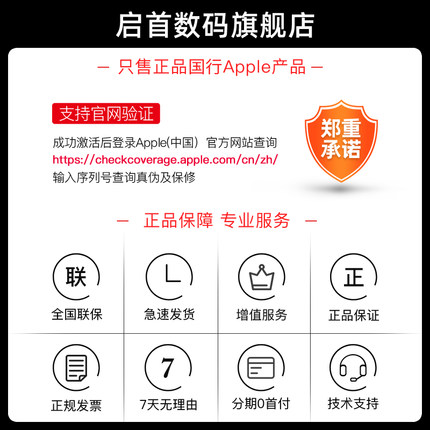 启首数码旗舰店
只售正品国行Apple产品
支持官网验证
成功激活后登录Apple(中国）官方网站查询
https://checkcoverage.apple.com/cn/zh/
输入序列号查询真伪及保修
郑重
承诺
正品保障 专业服务
联
正
全国联保
急速发货
增值服务
正品保证
7
正规发票
7天无理由
分期0首付
技术支持